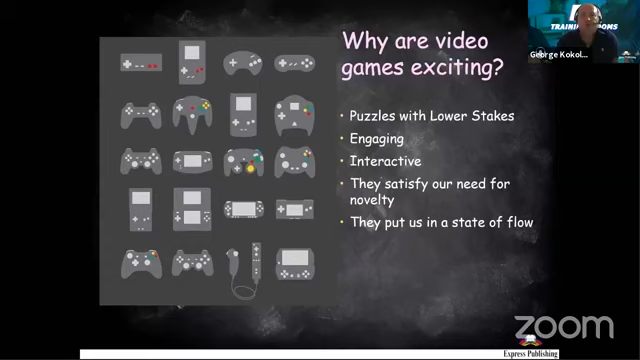 Why are video
games exciting?
• Puzzles with Lower Stakes
• Engaging
• Interactive
• They satisfy our need for
novelty
• They put us in a state of flow
George Kokol...
zoom
Express Publishing